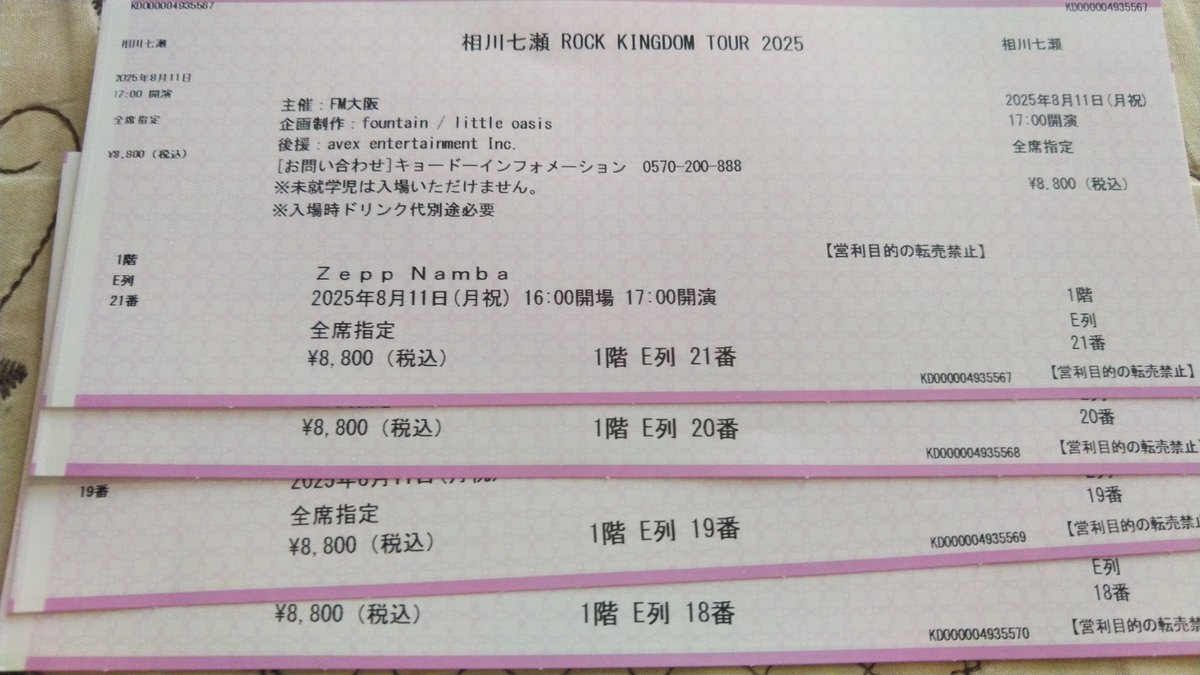 KD000004935567
KD000004935567
相川七瀬
2025年8月11日
17:00 開演
全席指定
¥8,800 (税込)
1階
E列
21番
相川七瀬 ROCK KINGDOM TOUR 2025
主催：FM大阪
企画制作：fountain / little oasis
後援：avex entertainment Inc.
[お問い合わせ]キョードーインフォメーション 0570-200-888
※未就学児は入場いただけません。
※入場時ドリンク代別途必要
【営利目的の転売禁止】
Zepp Namba
2025年8月11日(月祝) 16:00開場 17:00開演
全席指定
¥8,800 (税込) 1階 E列 21番
KD000004935567
相川七瀬
2025年8月11日(月祝)
17:00開演
全席指定
¥8,800 (税込)
1階
E列
21番
【営利目的の転売禁止】
¥8,800 (税込) 1階 E列 20番
KD000004935568
20番
【営利目的の転売禁止】
19番
2025年8月11日(月祝)
全席指定
¥8,800 (税込) 1階 E列 19番
KD000004935569
19番
【営利目的の転売禁止
¥8,800 (税込) 1階 E列 18番
KD000004935570
E列
18番
【営利目的の転売禁